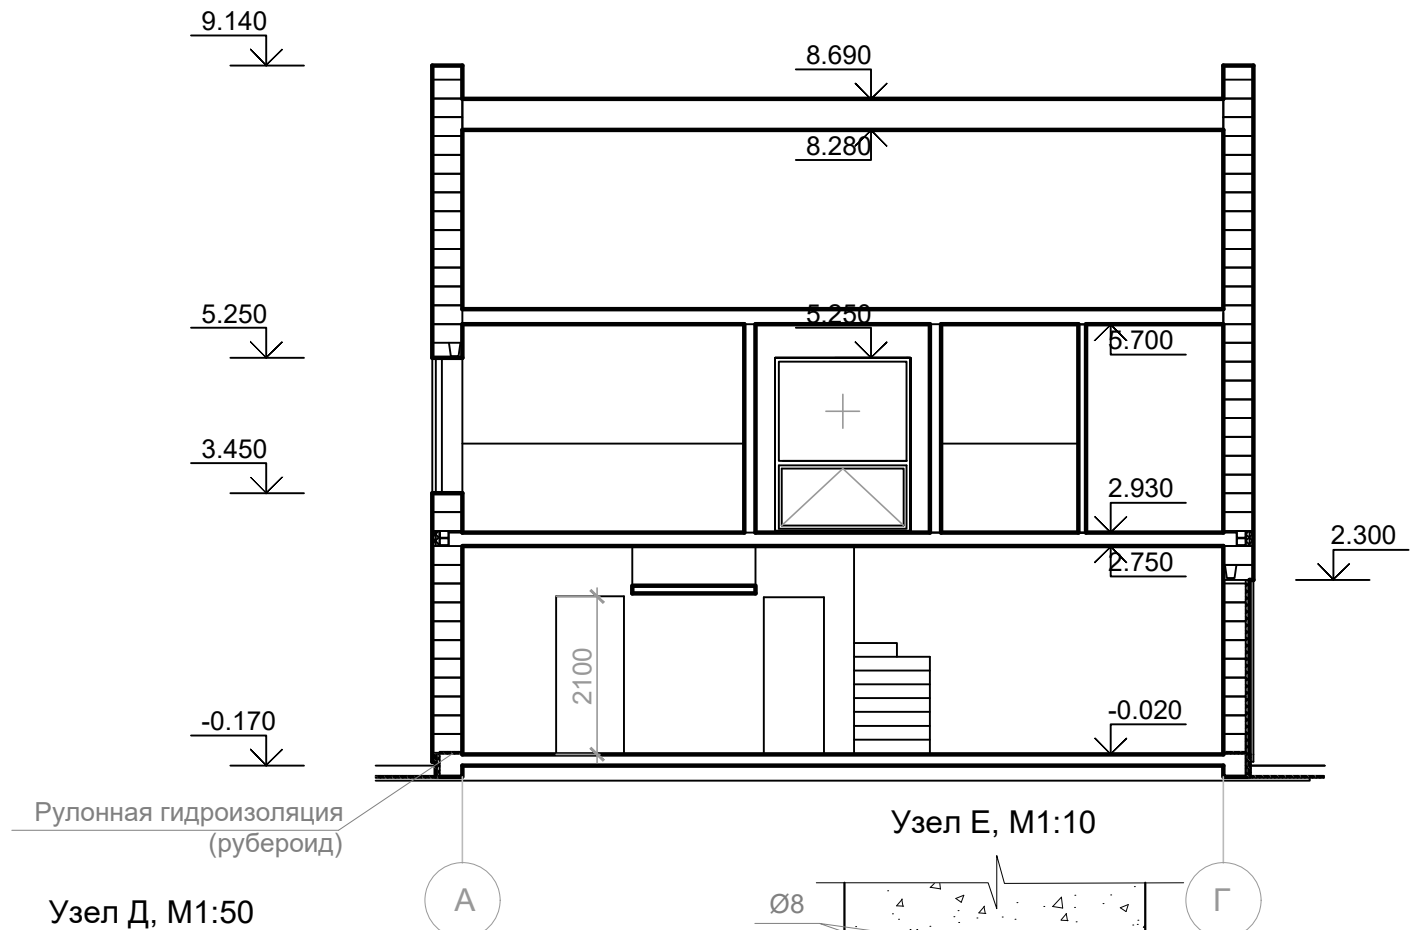 9.140
8.690
8.280
5.250
5.250
5.700
3.450
2.930
2.300
2.750
2100
-0.170
-0.020
Рулонная гидроизоляция
(рубероид)
Узел Е, М1:10
А
Г
Ø8
Узел Д, М1:50